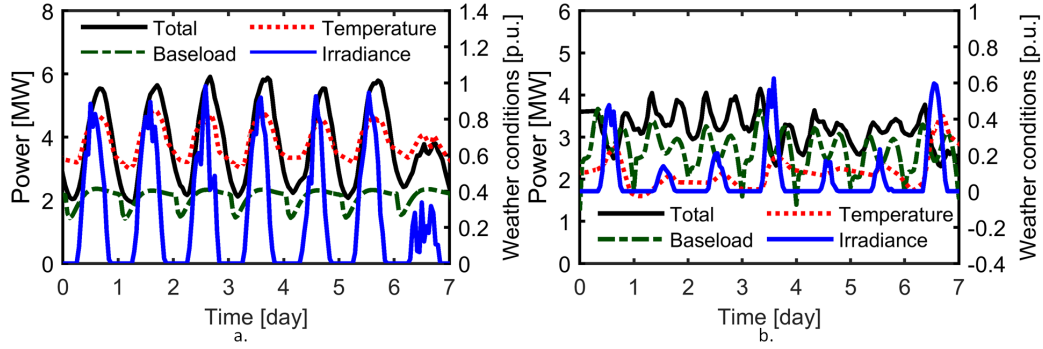 8
6
4
2
0
Power [MW]
Total
Temperature
Baseload
Irradiance
1.4
1.2
1
0.8
0.6
0.4
0.2
0
Weather conditions [p.u.]
0 1 2 3 4 5 6 7
Time [day]
a.
6
5
4
3
2
1
0
Power [MW]
Total
Temperature
Baseload
Irradiance
1
0.8
0.6
0.4
0.2
0
-0.2
-0.4
Weather conditions [p.u.]
0 1 2 3 4 5 6 7
Time [day]
b.